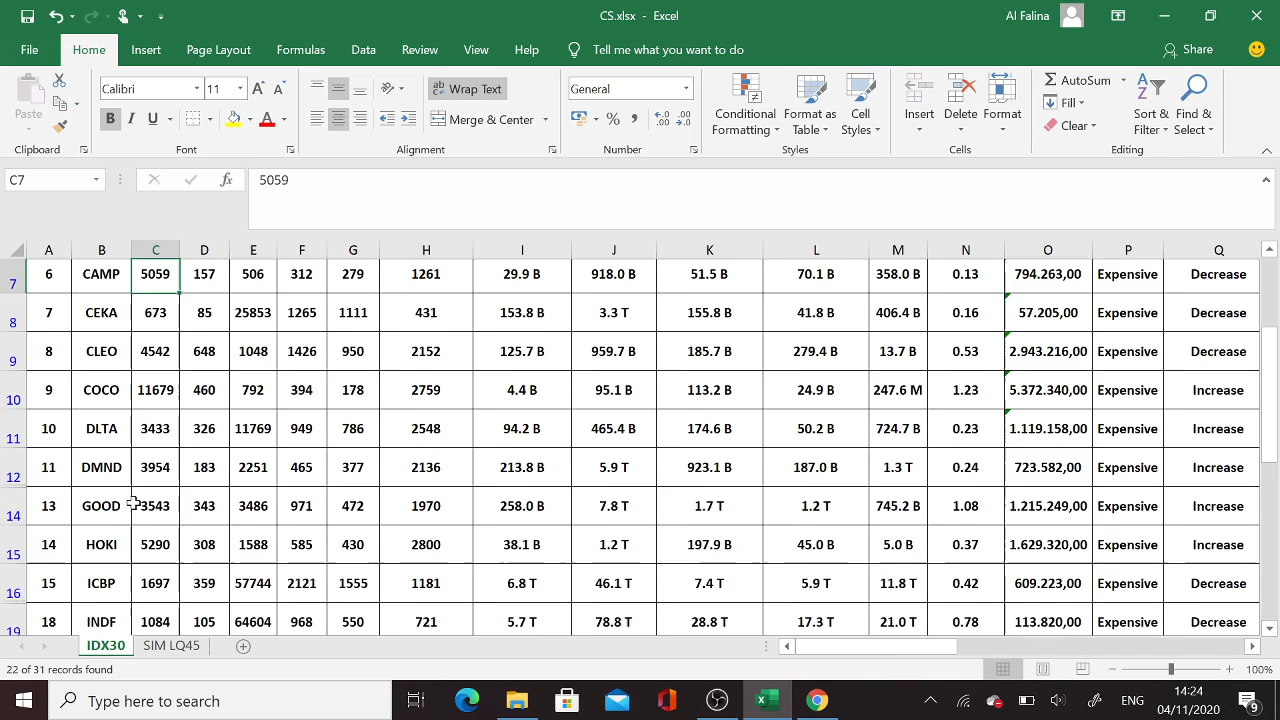 CS.xlsx - Excel
Al Falina
File Home Insert Page Layout Formulas Data Review View Help Tell me what you want to do Share
Paste
Calibri 11
B I U
Wrap Text
Merge & Center
General
Conditional Formatting
Format as Table
Cell Styles
Insert
Delete
Format
AutoSum
Fill
Clear
Sort & Filter
Find & Select
Clipboard Font Alignment Number Styles Cells Editing
C7 fx 5059
A B C D E F G H I J K L M N O P Q
7 6 CAMP 5059 157 506 312 279 1261 29.9 B 918.0 B 51.5 B 70.1 B 358.0 B 0.13 794.263,00 Expensive Decrease
8 7 CEKA 673 85 25853 1265 1111 431 153.8 B 3.3 T 155.8 B 41.8 B 406.4 B 0.16 57.205,00 Expensive Decrease
9 8 CLEO 4542 648 1048 1426 950 2152 125.7 B 959.7 B 185.7 B 279.4 B 13.7 B 0.53 2.943.216,00 Expensive Decrease
10 9 COCO 11679 460 792 394 178 2759 4.4 B 95.1 B 113.2 B 24.9 B 247.6 M 1.23 5.372.340,00 Expensive Increase
11 10 DLTA 3433 326 11769 949 786 2548 94.2 B 465.4 B 174.6 B 50.2 B 724.7 B 0.23 1.119.158,00 Expensive Increase
12 11 DMND 3954 183 2251 465 377 2136 213.8 B 5.9 T 923.1 B 187.0 B 1.3 T 0.24 723.582,00 Expensive Increase
14 13 GOOD 3543 343 3486 971 472 1970 258.0 B 7.8 T 1.7 T 1.2 T 745.2 B 1.08 1.215.249,00 Expensive Increase
15 14 HOKI 5290 308 1588 585 430 2800 38.1 B 1.2 T 197.9 B 45.0 B 5.0 B 0.37 1.629.320,00 Expensive Increase
16 15 ICBP 1697 359 57744 2121 1555 1181 6.8 T 46.1 T 7.4 T 5.9 T 11.8 T 0.42 609.223,00 Expensive Decrease
19 18 INDF 1084 105 64604 968 550 721 5.7 T 78.8 T 28.8 T 17.3 T 21.0 T 0.78 113.820,00 Expensive Decrease
IDX30 SIM LQ45
22 of 31 records found 100%
Type here to search
ENG
14:24
04/11/2020
9